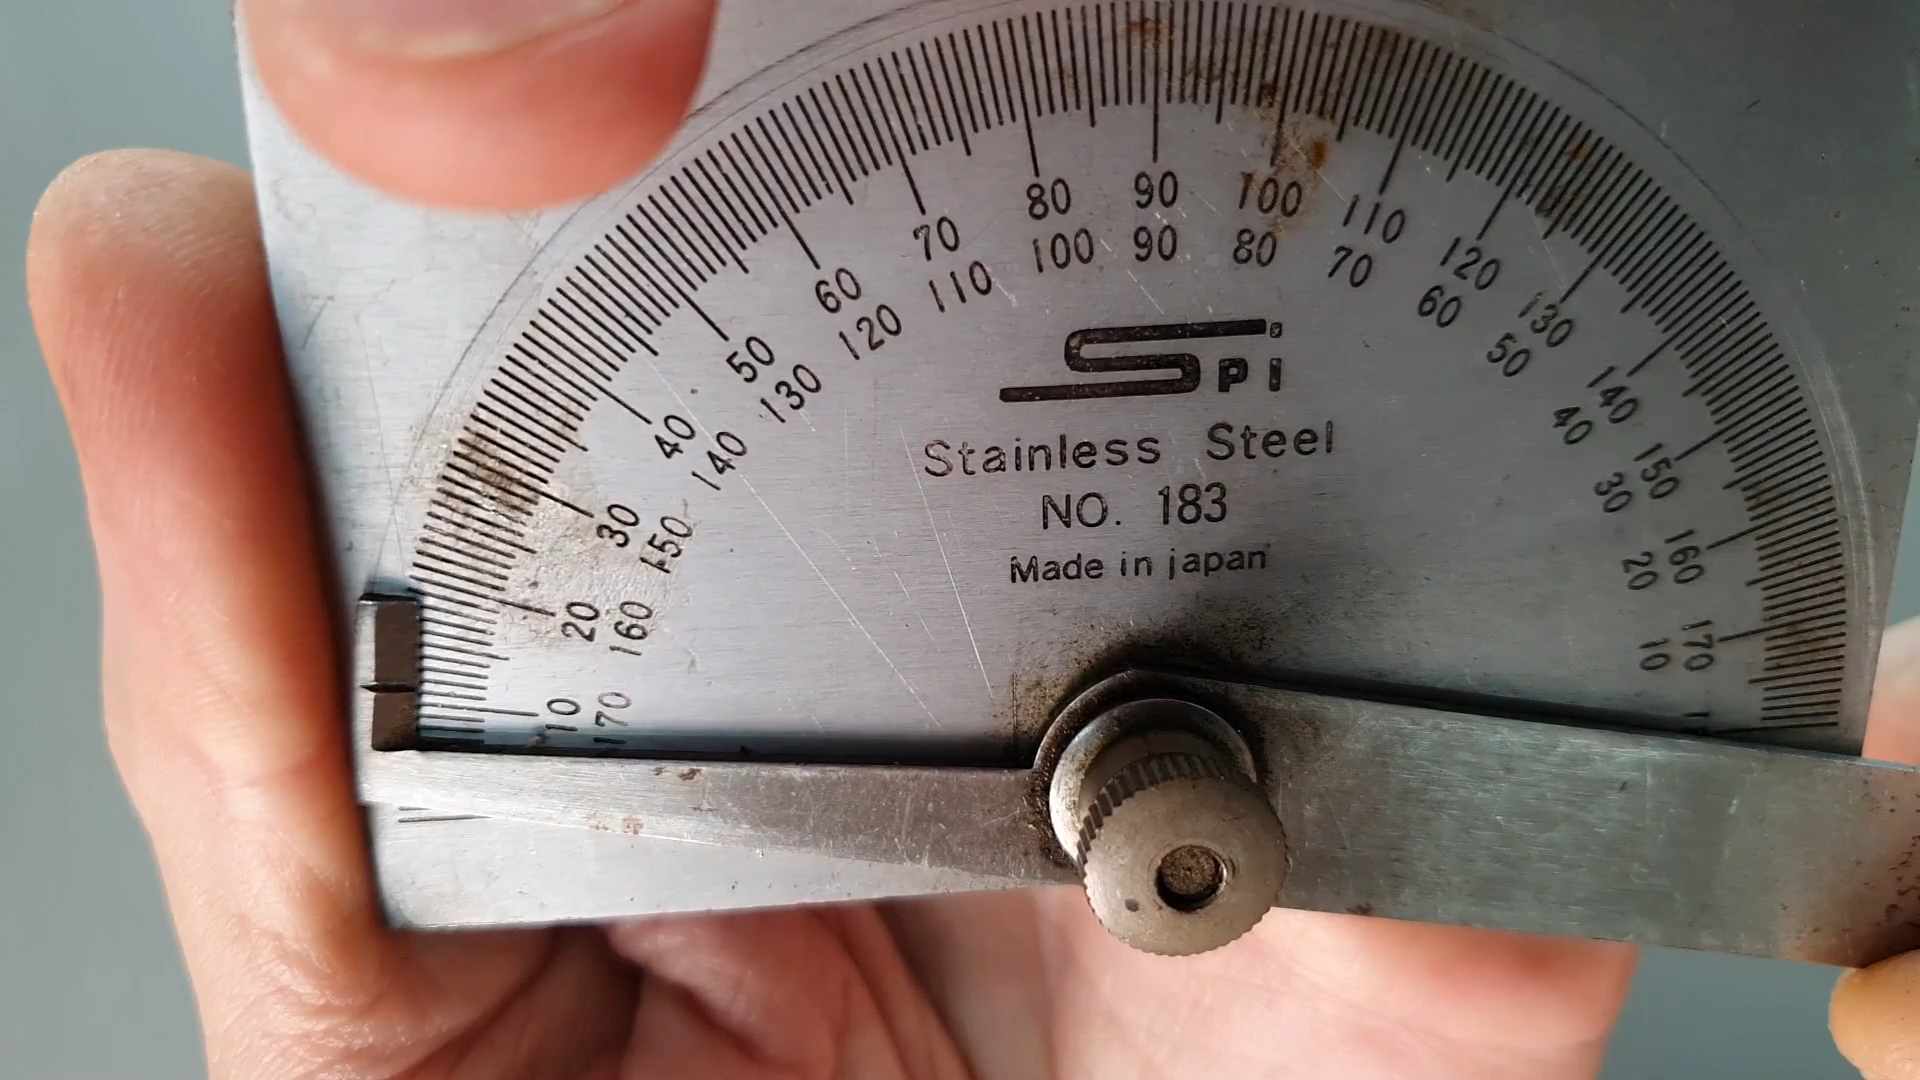 80 90 100
70 110
100 90 80
60 110 70 120
120 60 130
50 50
130 140
40 40
140 150
30 30
150 160
20 20
160 170
10 10
170
SPi
Stainless Steel
NO. 183
Made in japan